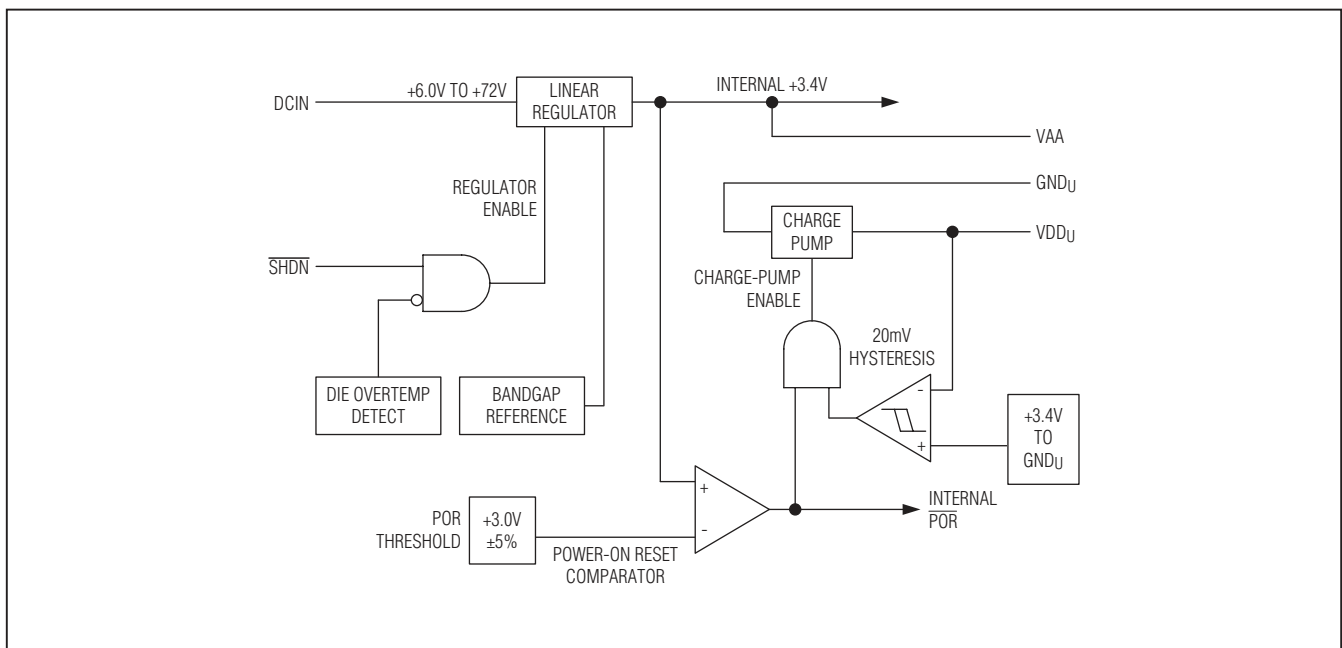 DCIN
+6.0V TO +72V
LINEAR
REGULATOR
INTERNAL +3.4V
VAA
GNDU
REGULATOR
ENABLE
CHARGE
PUMP
VDDU
SHDN
CHARGE-PUMP
ENABLE
20mV
HYSTERESIS
DIE OVERTEMP
DETECT
BANDGAP
REFERENCE
-
+
+3.4V
TO
GNDU
POR
THRESHOLD
+3.0V
±5%
+
-
POWER-ON RESET
COMPARATOR
INTERNAL
POR